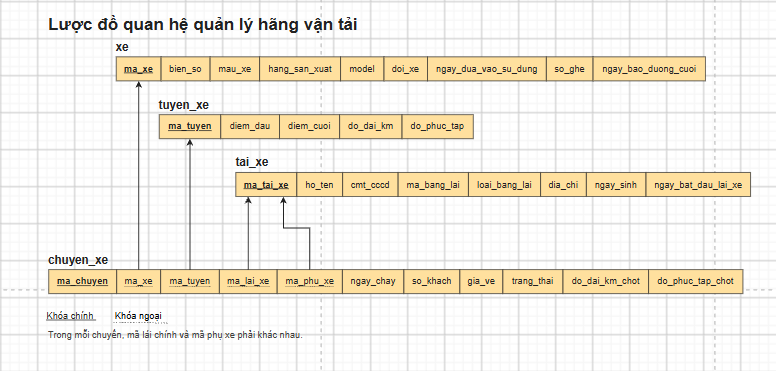 Lược đồ quan hệ quản lý hãng vận tải
xe
ma_xe bien_so mau_xe hang_san_xuat model doi_xe ngay_dua_vao_su_dung so_ghe ngay_bao_duong_cuoi
tuyen_xe
ma_tuyen diem_dau diem_cuoi do_dai_km do_phuc_tap
tai_xe
ma_tai_xe ho_ten cmt_cccd ma_bang_lai loai_bang_lai dia_chi ngay_sinh ngay_bat_dau_lai_xe
chuyen_xe
ma_chuyen ma_xe ma_tuyen ma_lai_xe ma_phu_xe ngay_chay so_khach gia_ve trang_thai do_dai_km_chot do_phuc_tap_chot
Khóa chính Khóa ngoại
Trong mỗi chuyến, mã lái chính và mã phụ xe phải khác nhau.